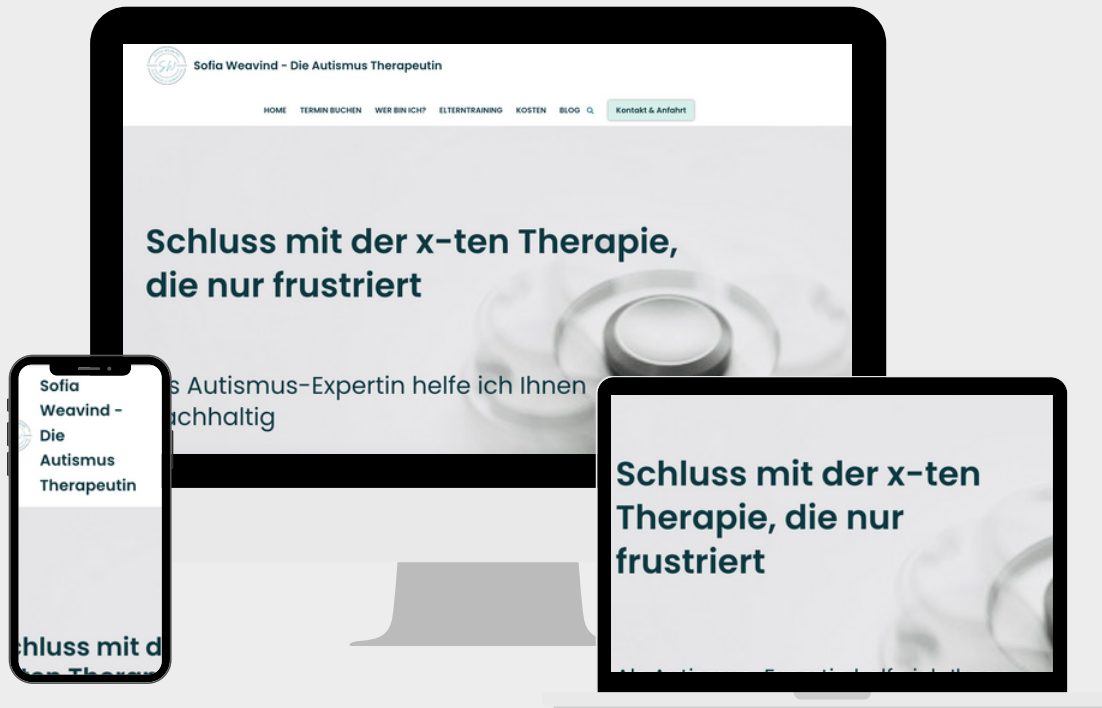 Sofia Weavind - Die Autismus Therapeutin
HOME TERMIN BUCHEN WER BIN ICH? ELTERNTRAINING KOSTEN BLOG Kontakt & Anfahrt
Schluss mit der x-ten Therapie,
die nur frustriert
s Autismus-Expertin helfe ich Ihnen
achhaltig
Sofia
Weavind -
Die
Autismus
Therapeutin
chluss mit d
Schluss mit der x-ten
Therapie, die nur
frustriert